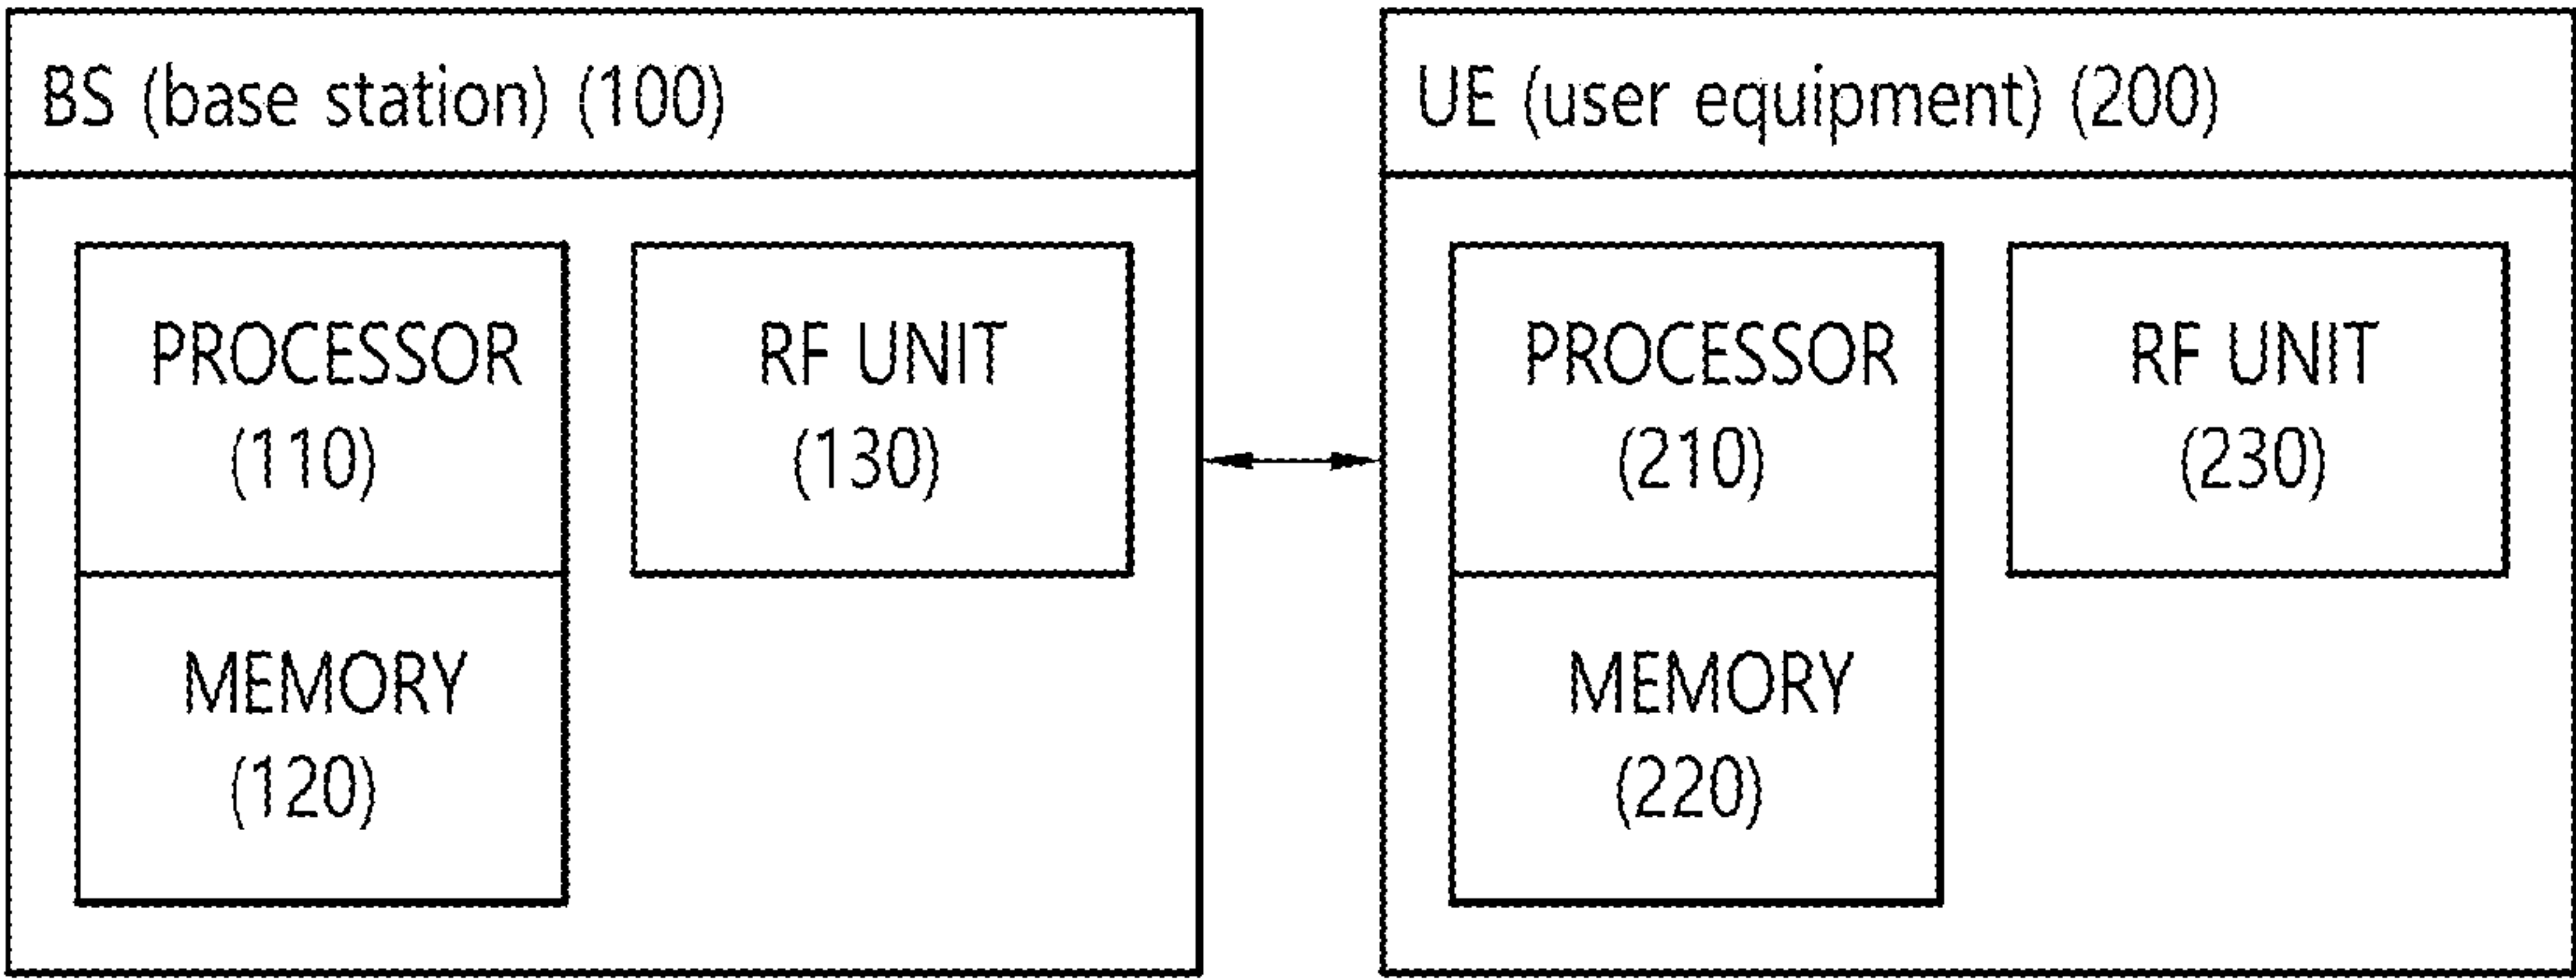 BS (base station) (100)
PROCESSOR
(110)
RF UNIT
(130)
MEMORY
(120)
UE (user equipment) (200)
PROCESSOR
(210)
RF UNIT
(230)
MEMORY
(220)